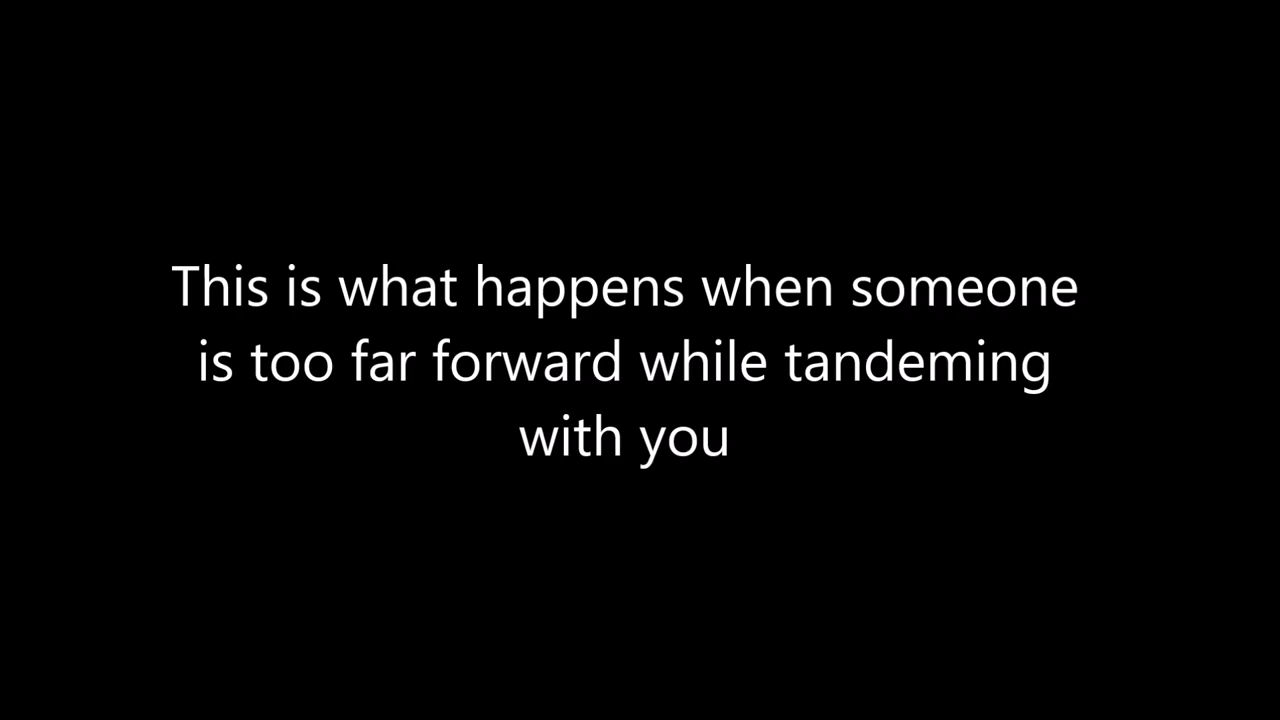 This is what happens when someone
is too far forward while tandeming
with you